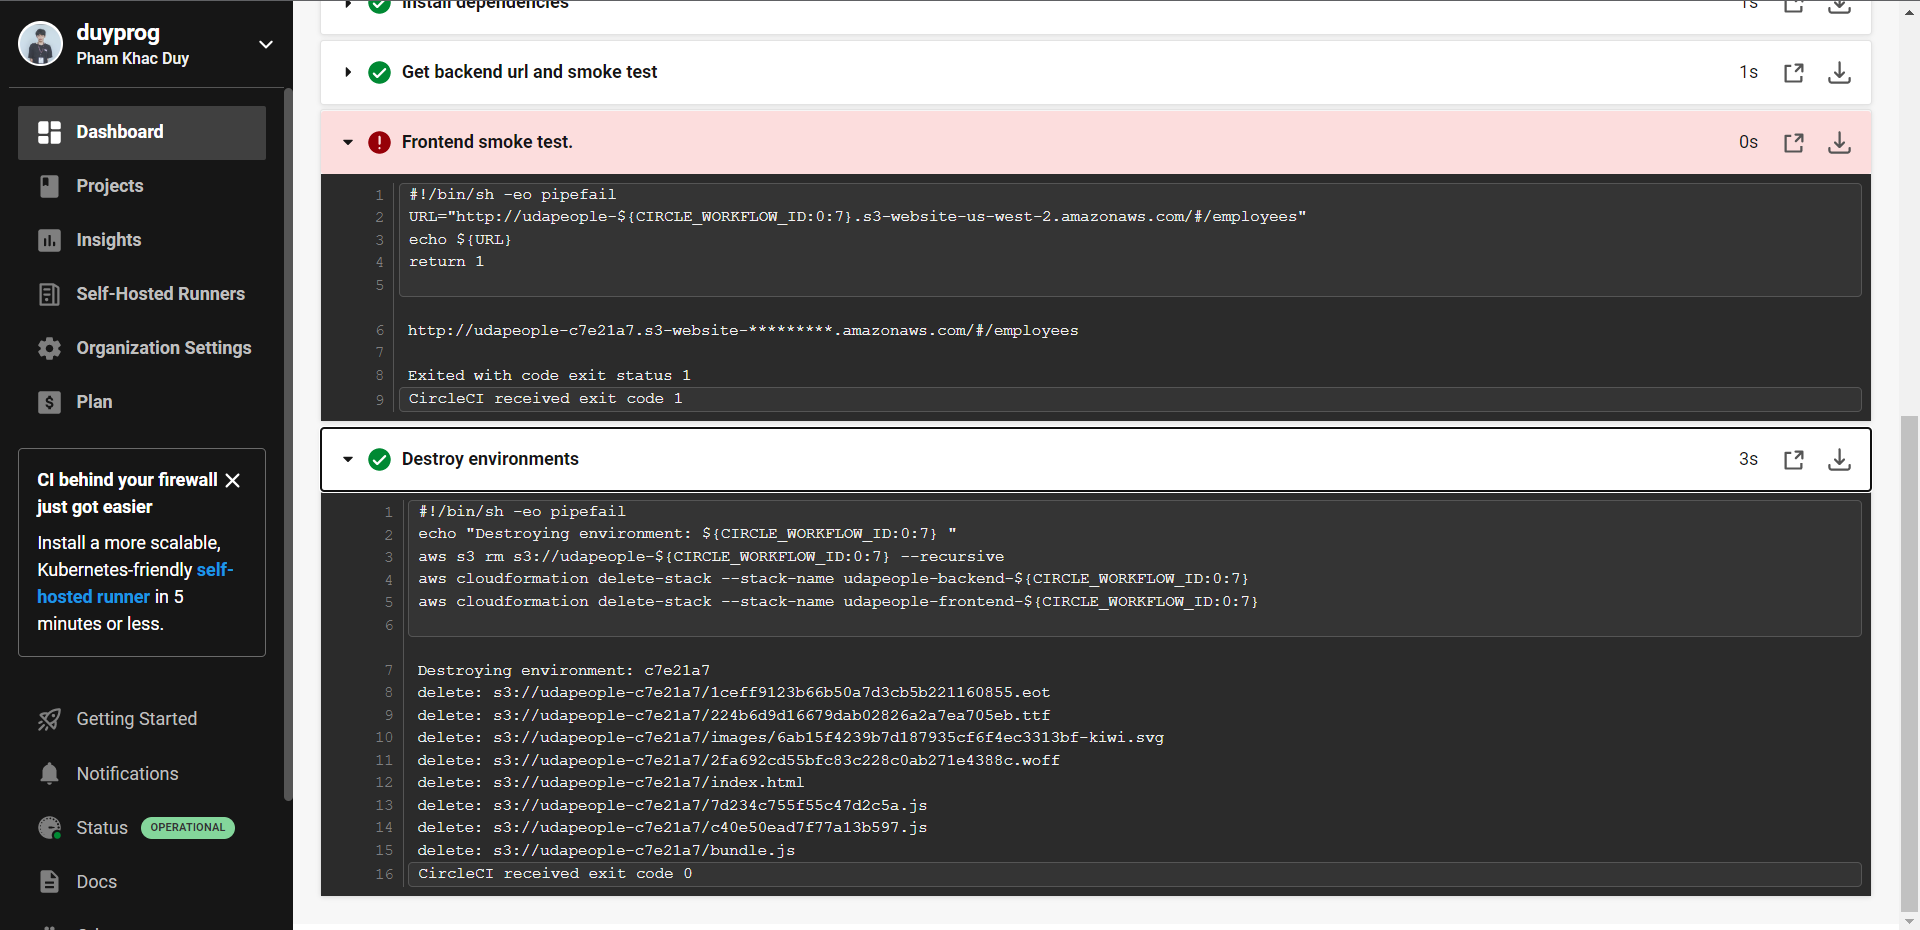 duyprog
Pham Khac Duy
Dashboard
Projects
Insights
Self-Hosted Runners
Organization Settings
Plan
CI behind your firewall
just got easier
Install a more scalable,
Kubernetes-friendly self-
hosted runner in 5
minutes or less.
Getting Started
Notifications
Status OPERATIONAL
Docs
Install dependencies 1s
Get backend url and smoke test 1s
Frontend smoke test. 0s
1 #!/bin/sh -eo pipefail
2 URL="http://udapeople-${CIRCLE_WORKFLOW_ID:0:7}.s3-website-us-west-2.amazonaws.com/#/employees"
3 echo ${URL}
4 return 1
5
6 http://udapeople-c7e21a7.s3-website-*********.amazonaws.com/#/employees
7
8 Exited with code exit status 1
9 CircleCI received exit code 1
Destroy environments 3s
1 #!/bin/sh -eo pipefail
2 echo "Destroying environment: ${CIRCLE_WORKFLOW_ID:0:7} "
3 aws s3 rm s3://udapeople-${CIRCLE_WORKFLOW_ID:0:7} --recursive
4 aws cloudformation delete-stack --stack-name udapeople-backend-${CIRCLE_WORKFLOW_ID:0:7}
5 aws cloudformation delete-stack --stack-name udapeople-frontend-${CIRCLE_WORKFLOW_ID:0:7}
6
7 Destroying environment: c7e21a7
8 delete: s3://udapeople-c7e21a7/1ceff9123b66b50a7d3cb5b221160855.eot
9 delete: s3://udapeople-c7e21a7/224b6d9d16679dab02826a2a7ea705eb.ttf
10 delete: s3://udapeople-c7e21a7/images/6ab15f4239b7d187935cf6f4ec3313bf-kiwi.svg
11 delete: s3://udapeople-c7e21a7/2fa692cd55bfc83c228c0ab271e4388c.woff
12 delete: s3://udapeople-c7e21a7/index.html
13 delete: s3://udapeople-c7e21a7/7d234c755f55c47d2c5a.js
14 delete: s3://udapeople-c7e21a7/c40e50ead7f77a13b597.js
15 delete: s3://udapeople-c7e21a7/bundle.js
16 CircleCI received exit code 0